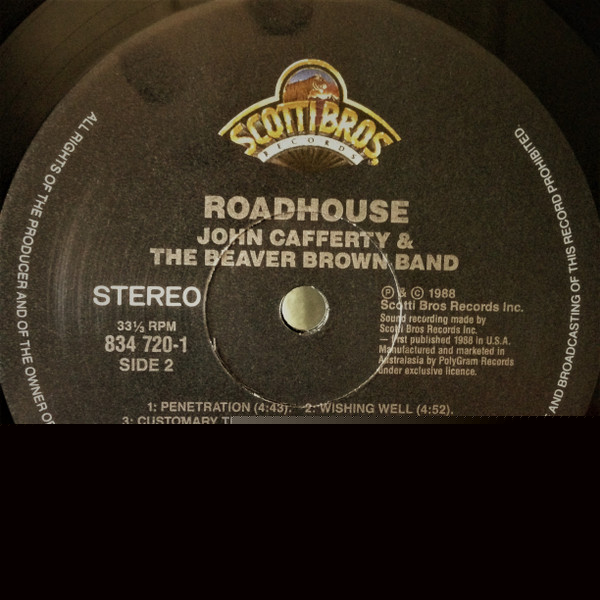 SCOTTI BROS.
RECORDS
ROADHOUSE
JOHN CAFFERTY &
THE BEAVER BROWN BAND
STEREO
33⅓ RPM
834 720-1
SIDE 2
Ⓟ & © 1988
Scotti Bros Records Inc.
Sound recording made by
Scotti Bros Records Inc.
— first published 1988 in U.S.A.
Manufactured and marketed in
Australasia by PolyGram Records
under exclusive licence.
1: PENETRATION (4:43). 2: WISHING WELL (4:52).
3: CUSTOMARY
ALL RIGHTS OF THE PRODUCER AND OF THE OWNER
AND BROADCASTING OF THIS RECORD PROHIBITED.